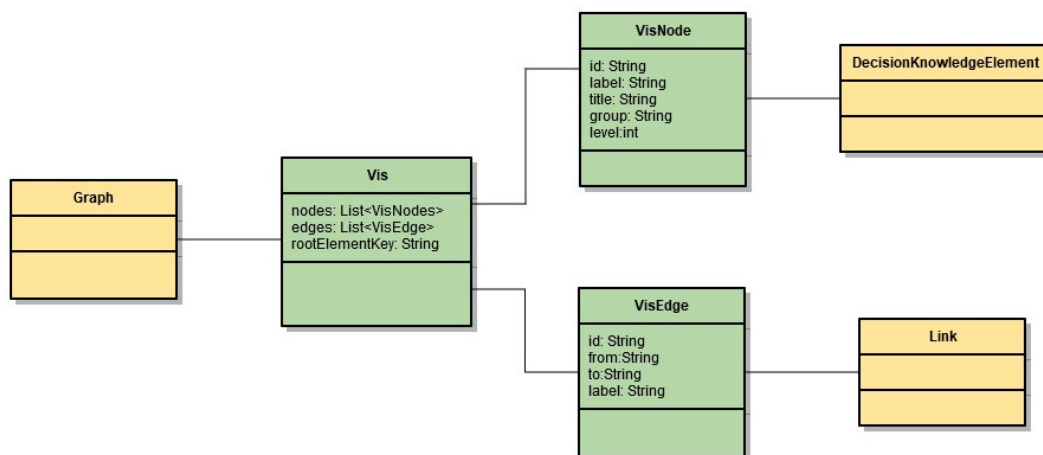 VisNode
id: String
label: String
title: String
group: String
level:int
DecisionKnowledgeElement
Vis
nodes: List<VisNodes>
edges: List<VisEdge>
rootElementKey: String
Graph
VisEdge
id: String
from:String
to:String
label: String
Link